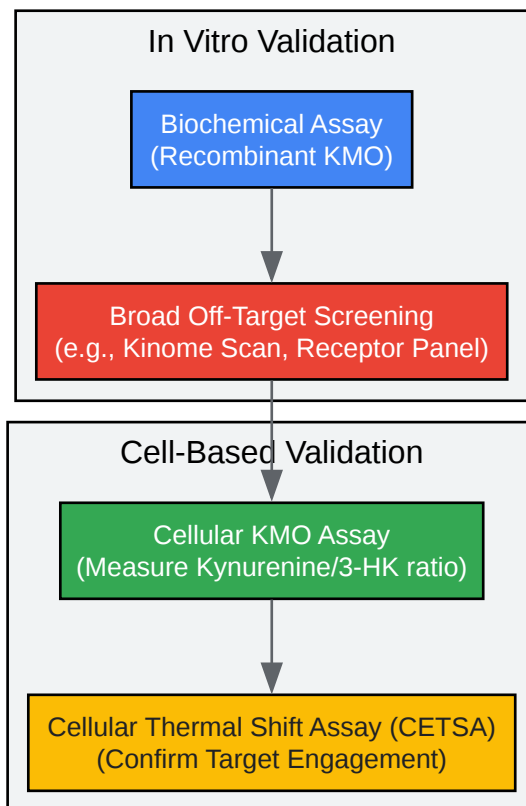 In Vitro Validation
Biochemical Assay
(Recombinant KMO)
Broad Off-Target Screening
(e.g., Kinome Scan, Receptor Panel)
Cell-Based Validation
Cellular KMO Assay
(Measure Kynurenine/3-HK ratio)
Cellular Thermal Shift Assay (CETSA)
(Confirm Target Engagement)